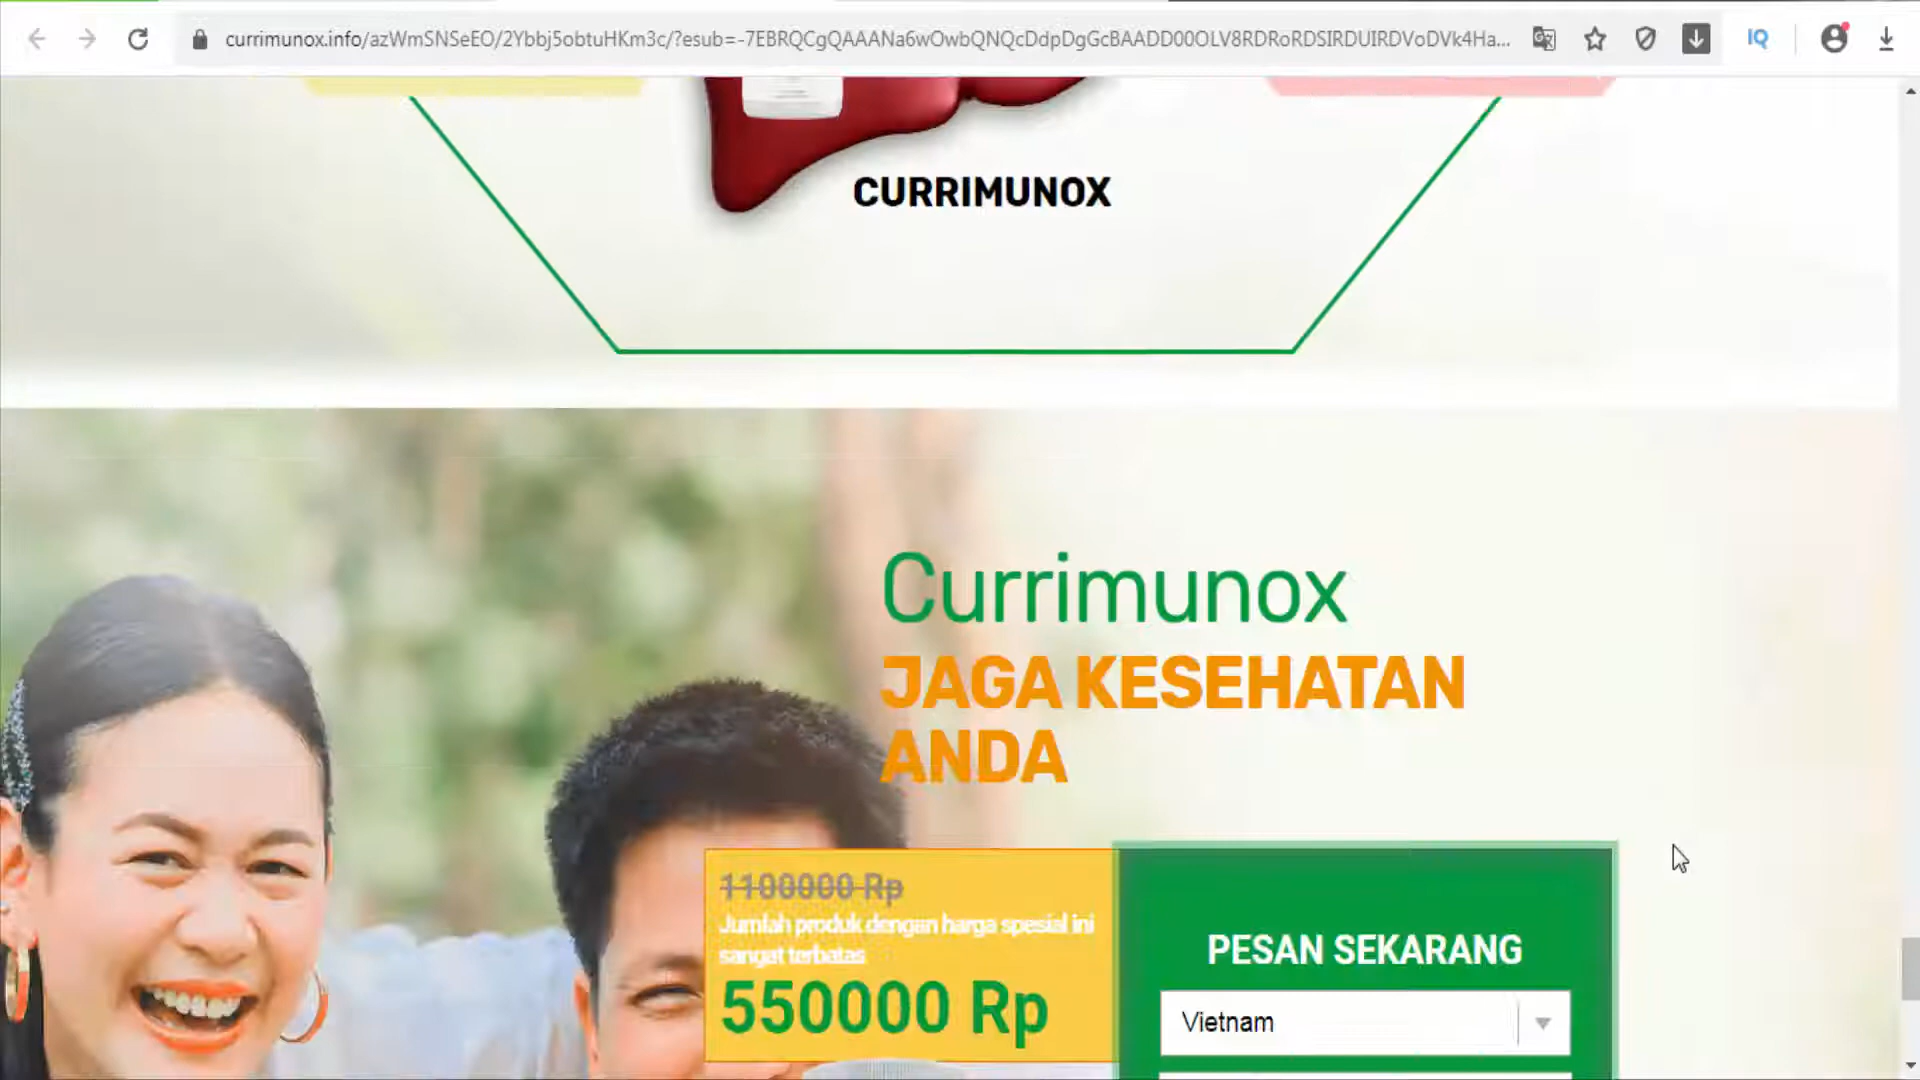 currimunox.info/azWmSNSeEO/2Ybbj5obtuHKm3c/?esub=-7EBRQCgQAAANa6wOwbQNQcDdpDgGcBAADD00OLV8RDRoRDSIRDUIRDVoDVk4Ha...
IQ
CURRIMUNOX
Currimunox
JAGA KESEHATAN
ANDA
1100000 Rp
Jumlah produk dengan harga spesial ini
sangat terbatas
550000 Rp
PESAN SEKARANG
Vietnam